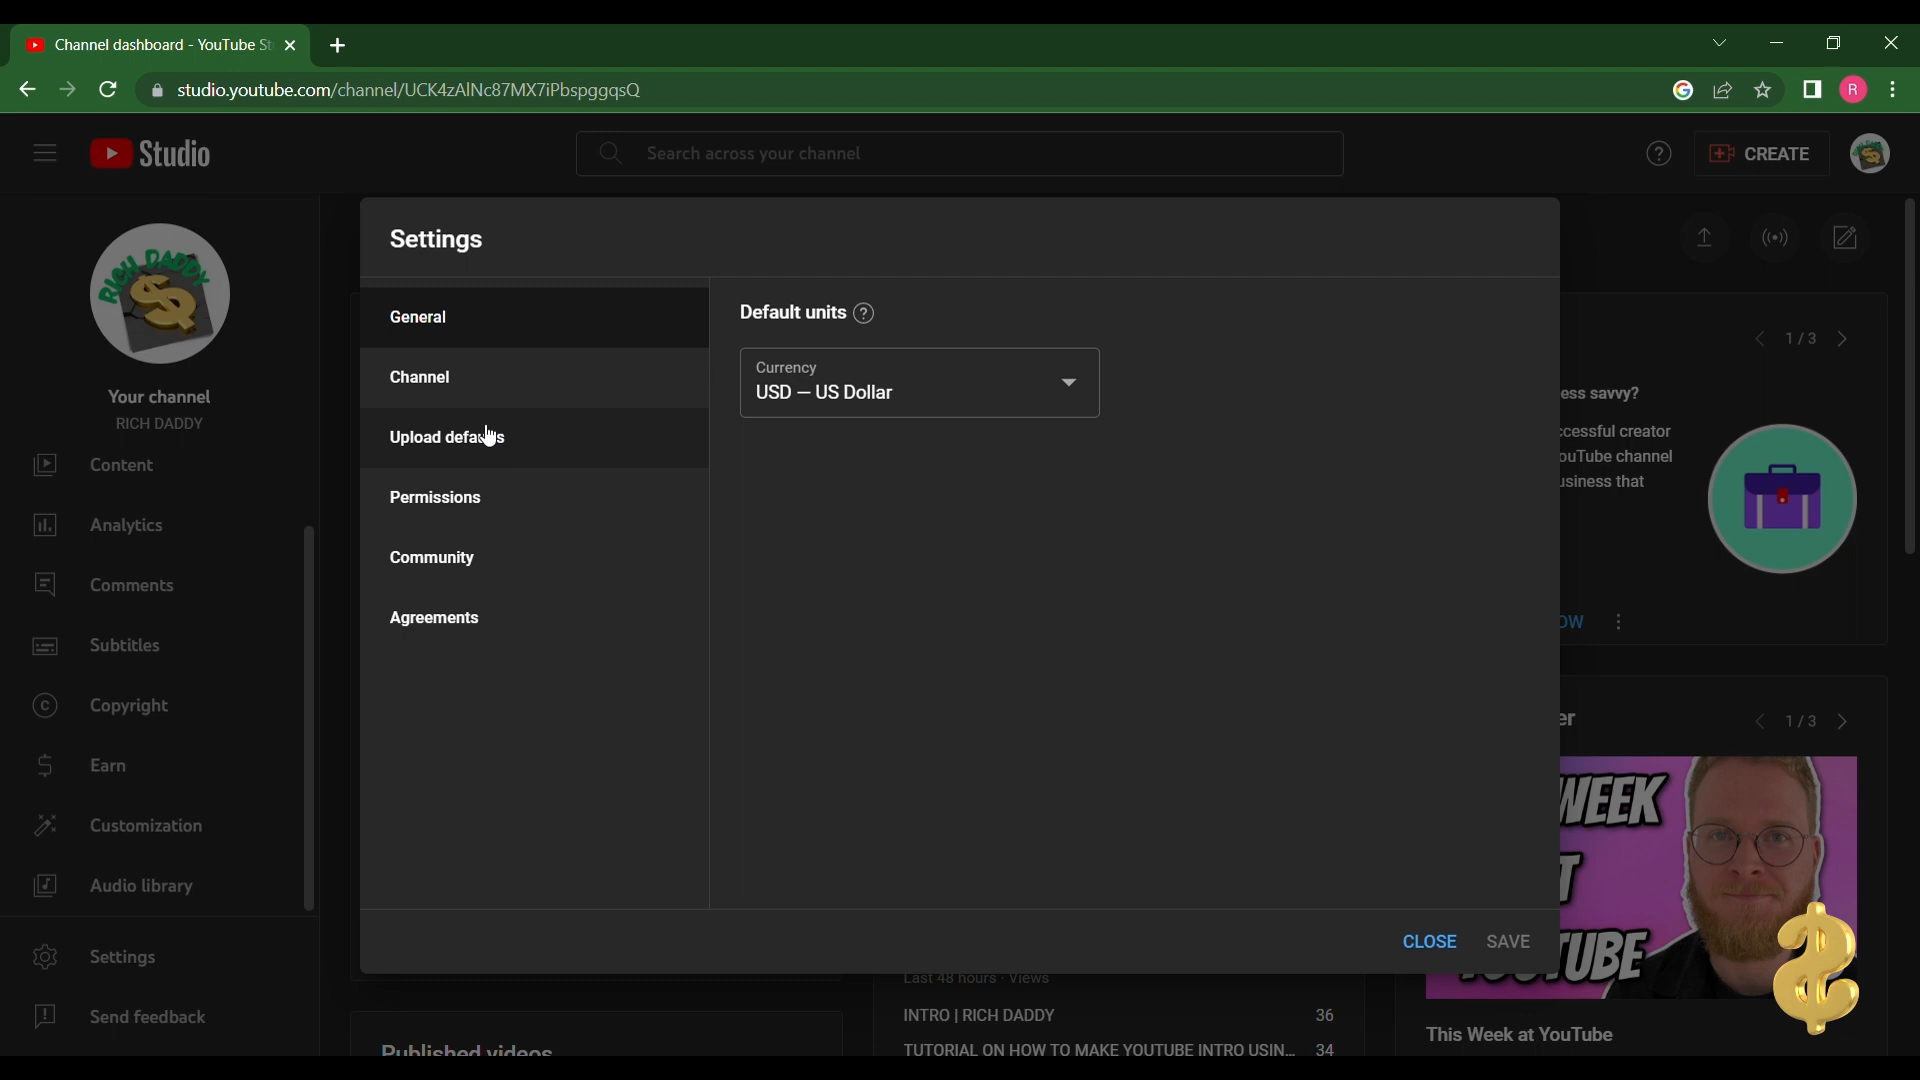 Channel dashboard - YouTube St
studio.youtube.com/channel/UCK4zAlNc87MX7iPbspggqsQ
R
Studio
Search across your channel
CREATE
RICH DADDY
Your channel
RICH DADDY
Content
Analytics
Comments
Subtitles
Copyright
Earn
Customization
Audio library
Settings
Send feedback
Settings
General
Channel
Upload defaults
Permissions
Community
Agreements
Default units
Currency
USD — US Dollar
CLOSE
SAVE
1 / 3
ess savvy?
ccessful creator
ouTube channel
usiness that
OW
er
1 / 3
WEEK
T
UTUBE
This Week at YouTube
Last 48 hours · Views
INTRO | RICH DADDY 36
TUTORIAL ON HOW TO MAKE YOUTUBE INTRO USIN... 34
Published videos